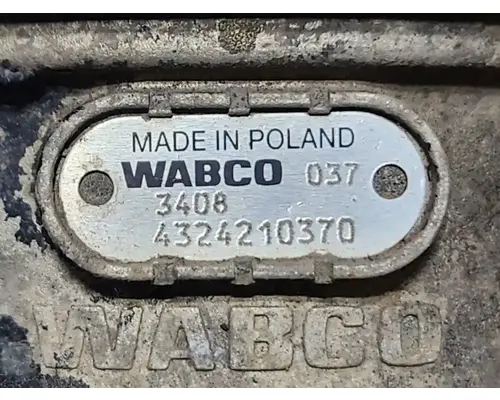 MADE IN POLAND
WABCO 037
3408
4324210370
WABCO